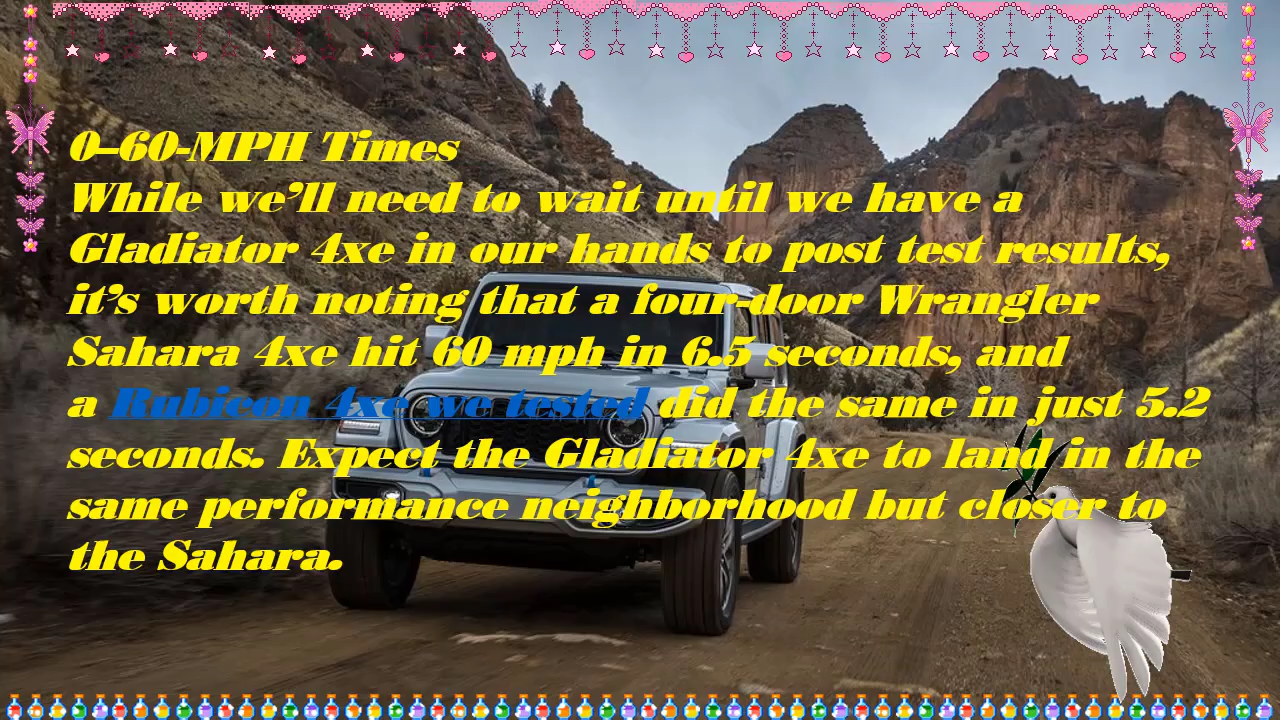 0–60-MPH Times
While we’ll need to wait until we have a
Gladiator 4xe in our hands to post test results,
it’s worth noting that a four-door Wrangler
Sahara 4xe hit 60 mph in 6.5 seconds, and
a Rubicon 4xe we tested did the same in just 5.2
seconds. Expect the Gladiator 4xe to land in the
same performance neighborhood but closer to
the Sahara.